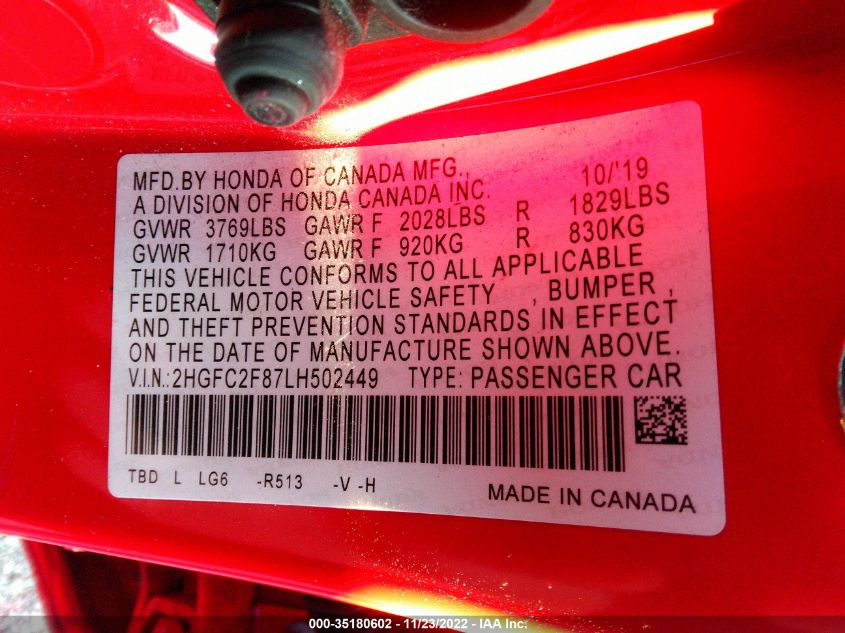 MFD.BY HONDA OF CANADA MFG., 10/'19
A DIVISION OF HONDA CANADA INC.
GVWR 3769LBS GAWR F 2028LBS R 1829LBS
GVWR 1710KG GAWR F 920KG R 830KG
THIS VEHICLE CONFORMS TO ALL APPLICABLE
FEDERAL MOTOR VEHICLE SAFETY , BUMPER ,
AND THEFT PREVENTION STANDARDS IN EFFECT
ON THE DATE OF MANUFACTURE SHOWN ABOVE.
V.I.N.:2HGFC2F87LH502449 TYPE: PASSENGER CAR
TBD L LG6 -R513 -V -H
MADE IN CANADA
000-35180602 - 11/23/2022 - IAA Inc.